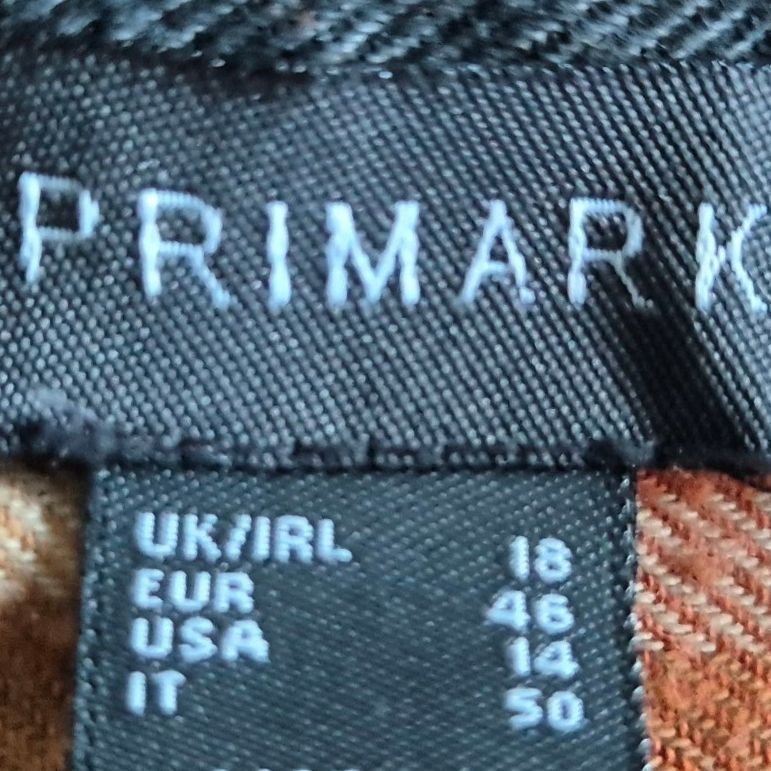 PRIMARK
UK/IRL 18
EUR 46
USA 14
IT 50